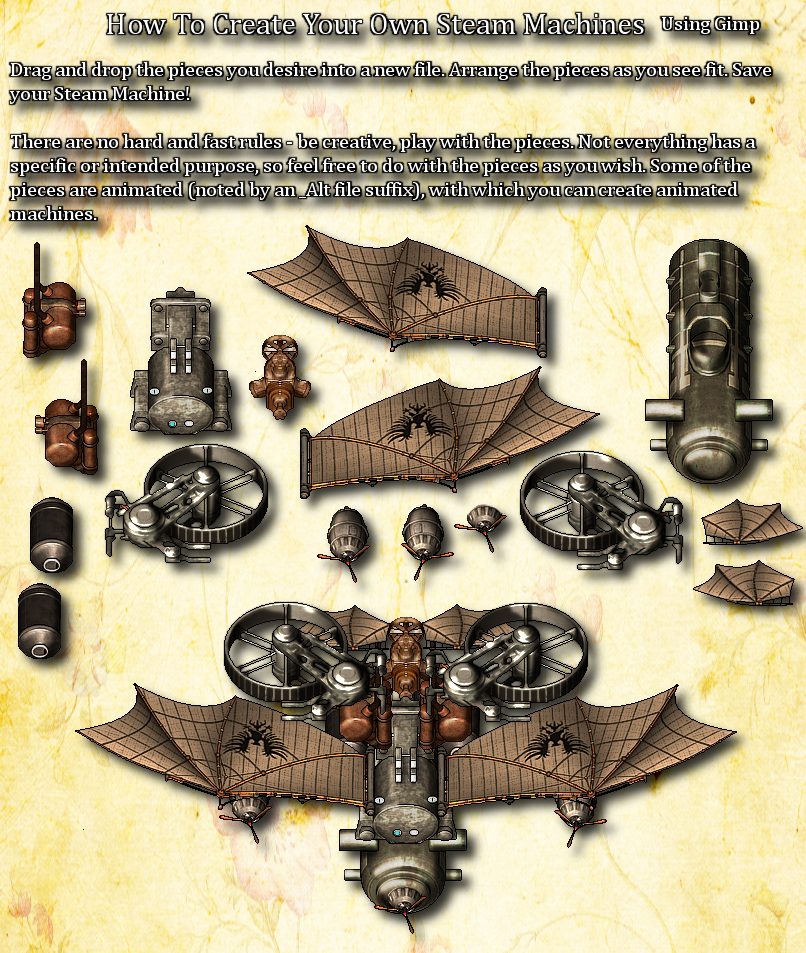 How To Create Your Own Steam Machines Using Gimp
Drag and drop the pieces you desire into a new file. Arrange the pieces as you see fit. Save
your Steam Machine!
There are no hard and fast rules - be creative, play with the pieces. Not everything has a
specific or intended purpose, so feel free to do with the pieces as you wish. Some of the
pieces are animated (noted by an _Alt file suffix), with which you can create animated
machines.